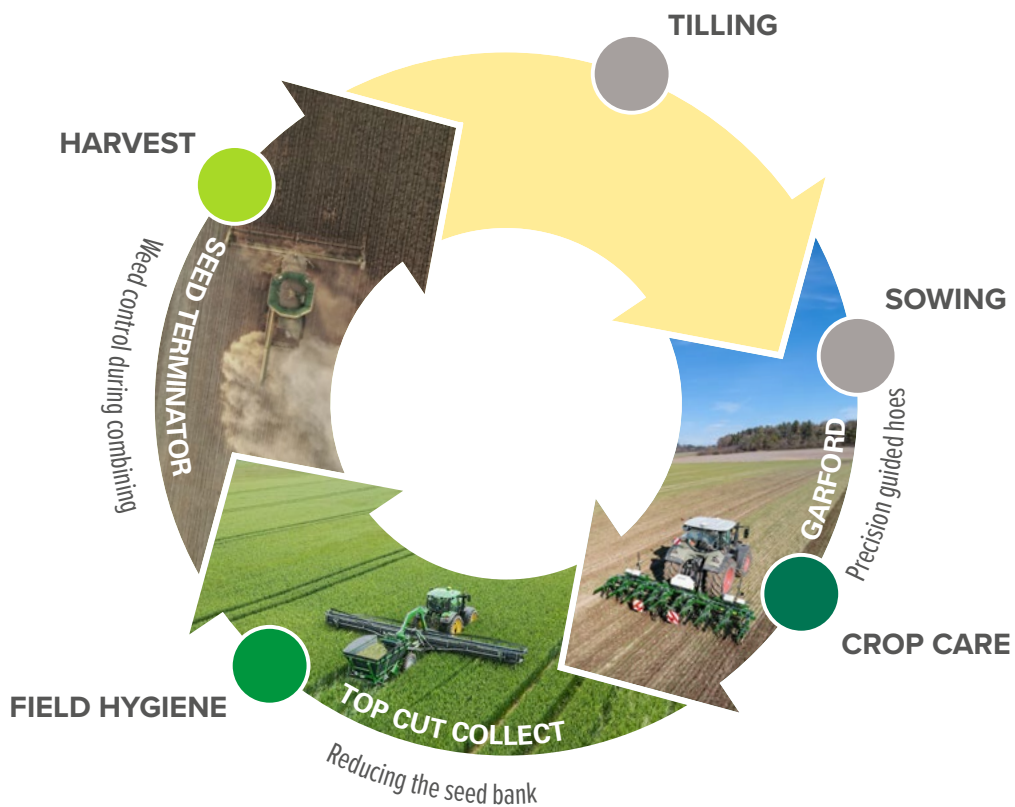 TILLING
HARVEST
SOWING
SEED TERMINATOR
Weed control during combining
GARFORD
Precision guided hoes
CROP CARE
FIELD HYGIENE
TOP CUT COLLECT
Reducing the seed bank